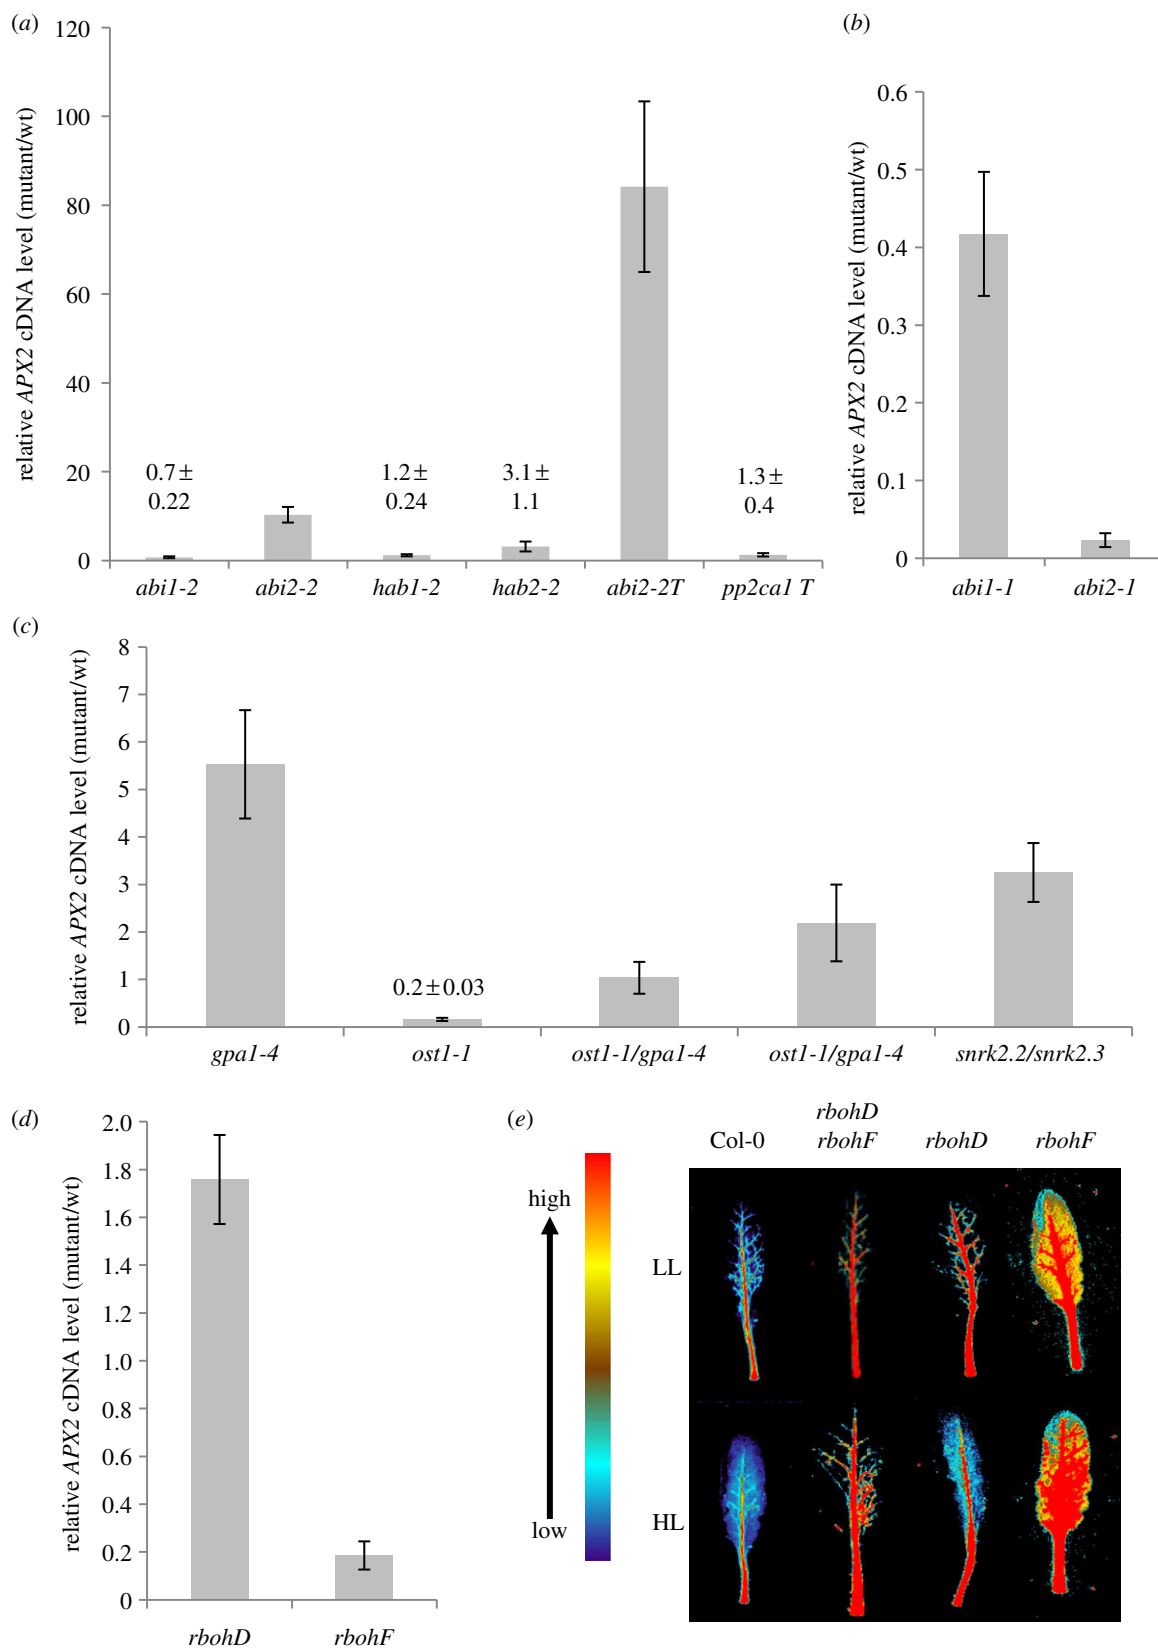 (a)
relative APX2 cDNA level (mutant/wt)
120
100
80
60
40
20
0
0.7 ±
0.22
1.2 ±
0.24
3.1 ±
1.1
1.3 ±
0.4
abi1-2 abi2-2 hab1-2 hab2-2 abi2-2T pp2ca1 T
(b)
relative APX2 cDNA level (mutant/wt)
0.6
0.5
0.4
0.3
0.2
0.1
0
abi1-1 abi2-1
(c)
relative APX2 cDNA level (mutant/wt)
8
7
6
5
4
3
2
1
0
0.2 ± 0.03
gpa1-4 ost1-1 ost1-1/gpa1-4 ost1-1/gpa1-4 snrk2.2/snrk2.3
(d)
relative APX2 cDNA level (mutant/wt)
2.0
1.8
1.6
1.4
1.2
1.0
0.8
0.6
0.4
0.2
0
rbohD rbohF
(e)
high
low
rbohD
Col-0 rbohF rbohD rbohF
LL
HL